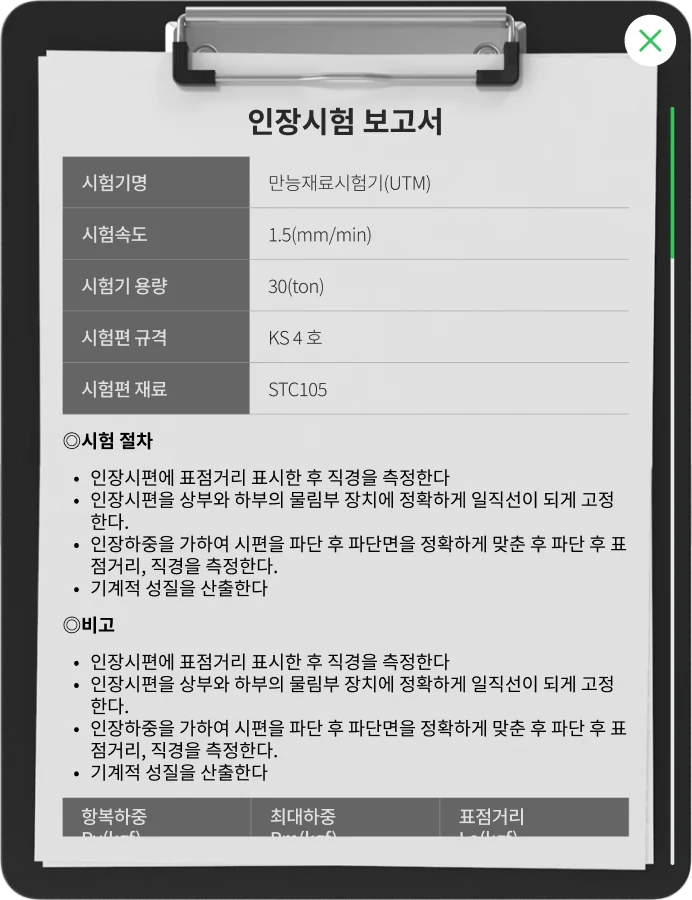 인장시험 보고서
시험기명 만능재료시험기(UTM)
시험속도 1.5(mm/min)
시험기 용량 30(ton)
시험편 규격 KS 4 호
시험편 재료 STC105
◎시험 절차
• 인장시편에 표점거리 표시한 후 직경을 측정한다
• 인장시편을 상부와 하부의 물림부 장치에 정확하게 일직선이 되게 고정
한다.
• 인장하중을 가하여 시편을 파단 후 파단면을 정확하게 맞춘 후 파단 후 표
점거리, 직경을 측정한다.
• 기계적 성질을 산출한다
◎비고
• 인장시편에 표점거리 표시한 후 직경을 측정한다
• 인장시편을 상부와 하부의 물림부 장치에 정확하게 일직선이 되게 고정
한다.
• 인장하중을 가하여 시편을 파단 후 파단면을 정확하게 맞춘 후 파단 후 표
점거리, 직경을 측정한다.
• 기계적 성질을 산출한다
항복하중 최대하중 표점거리